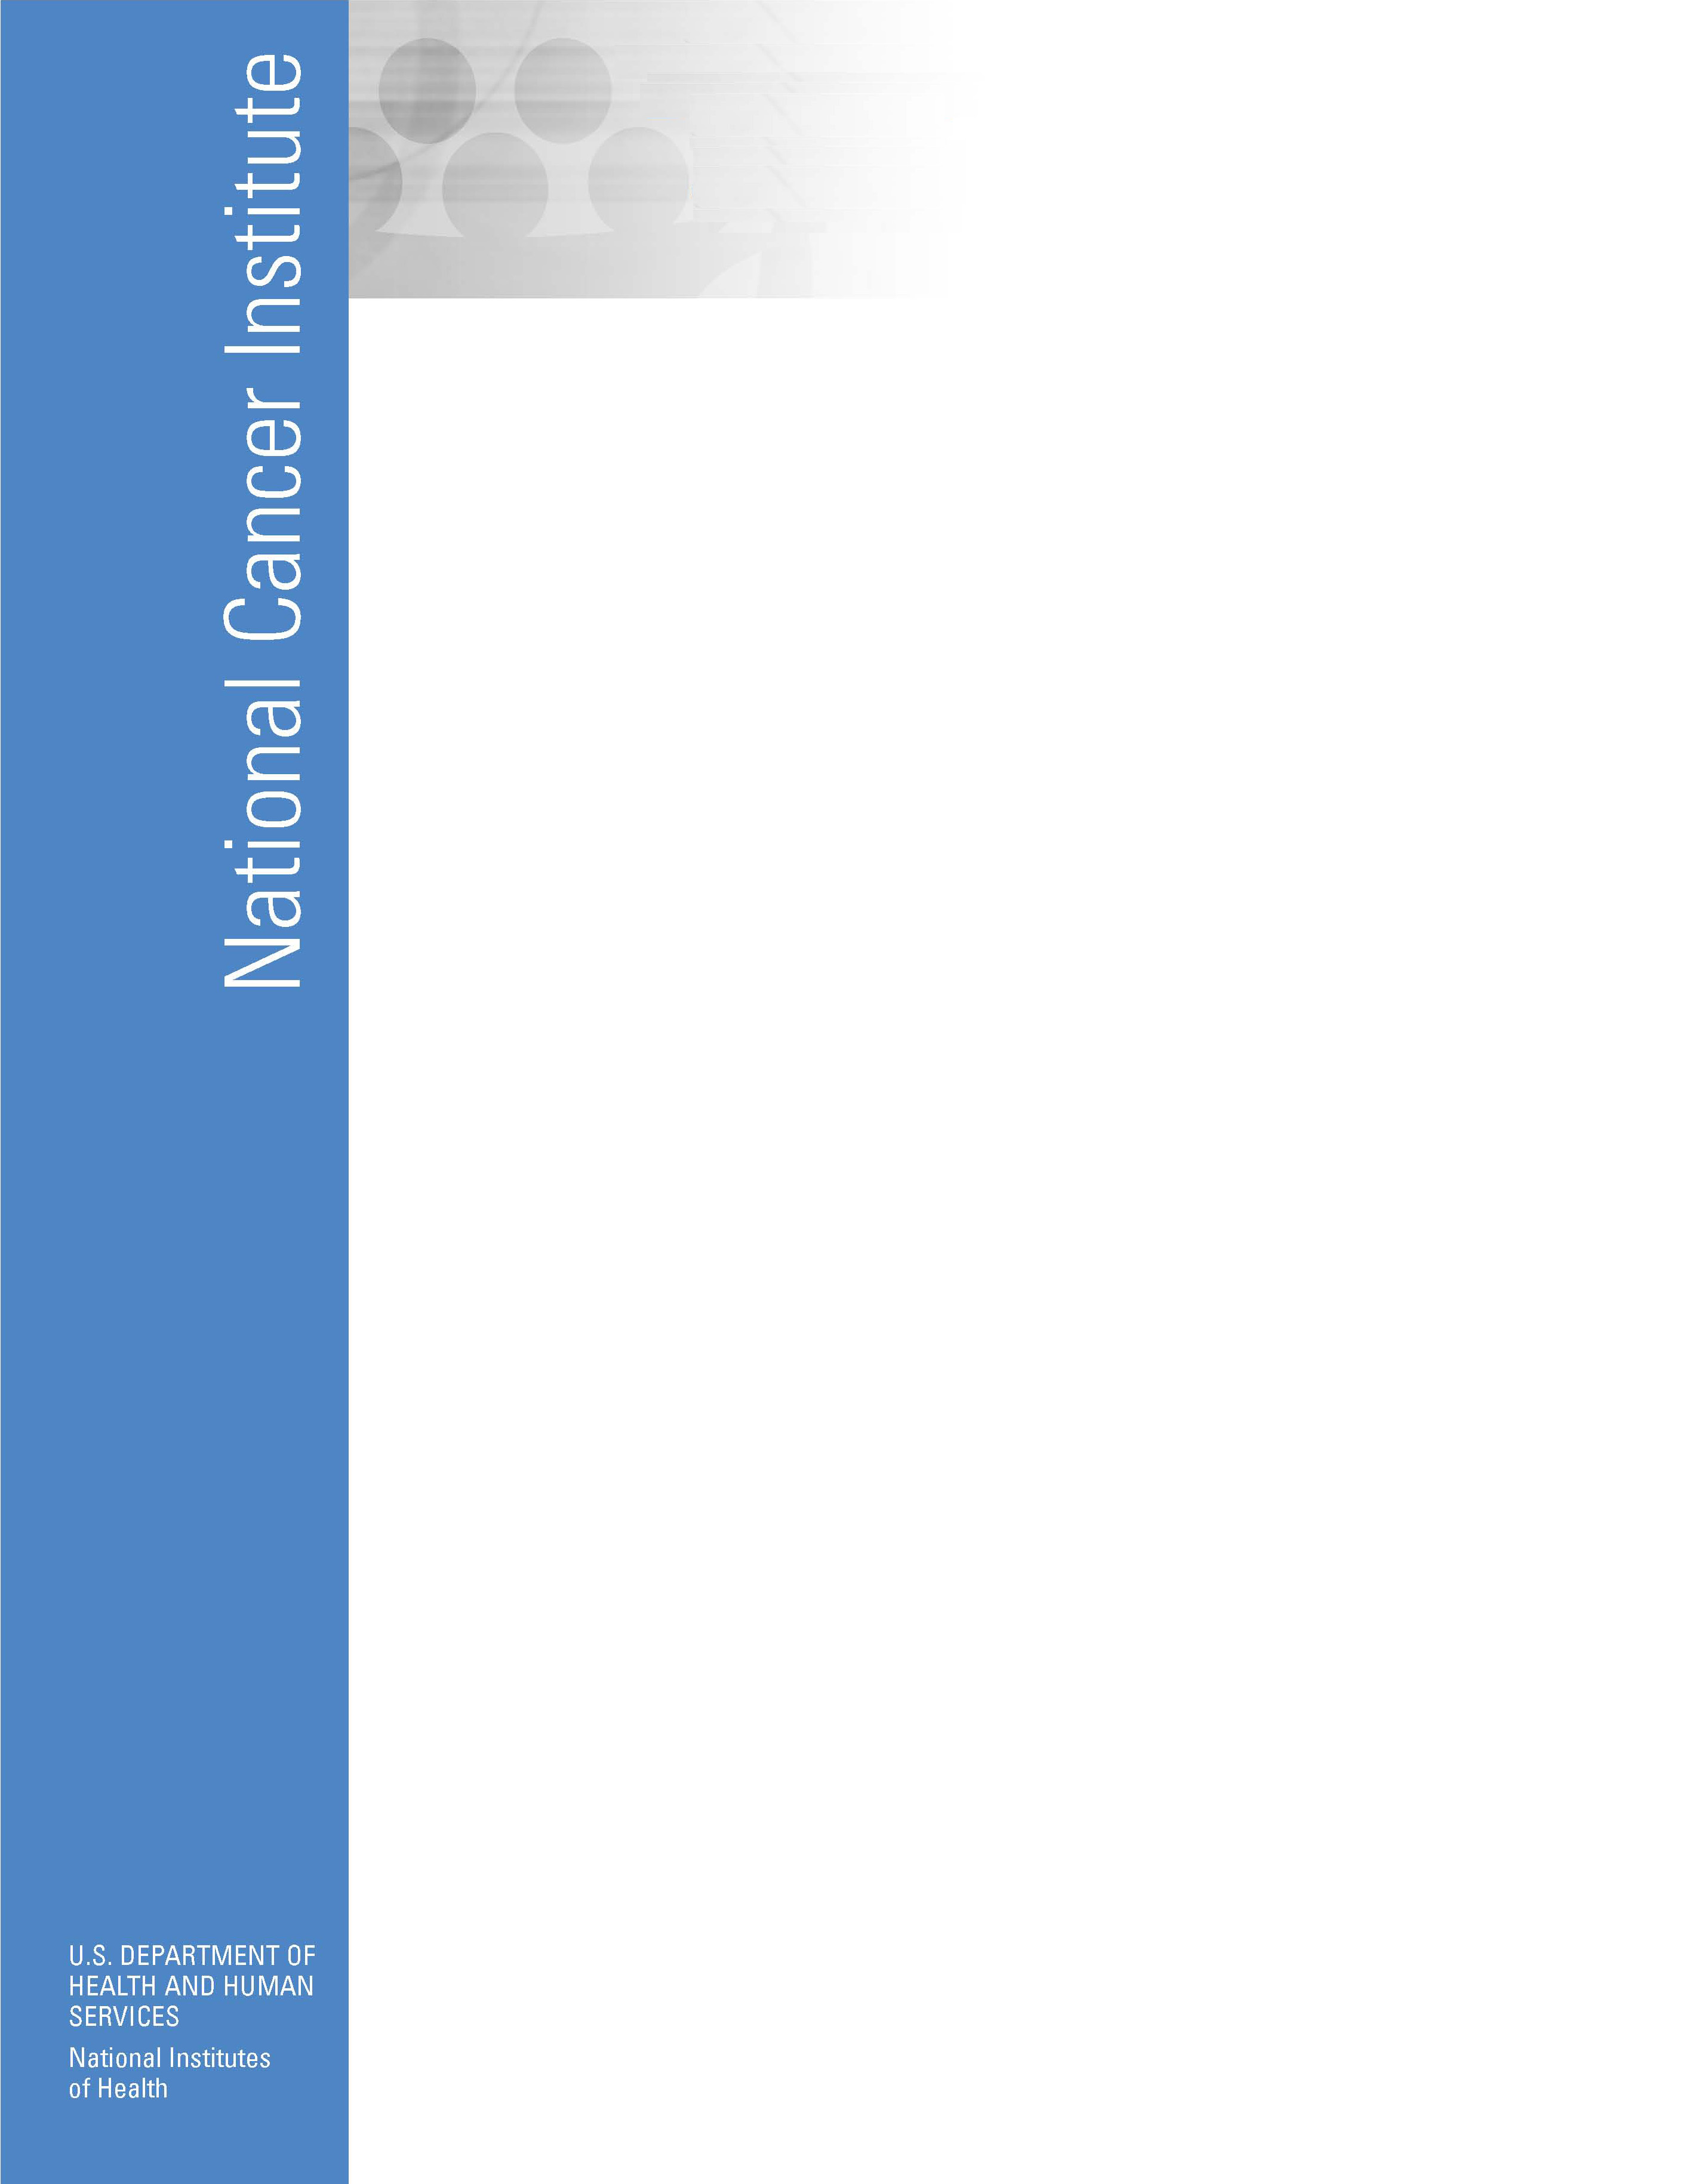 National Cancer Institute
U.S. DEPARTMENT OF
HEALTH AND HUMAN
SERVICES
National Institutes
of Health